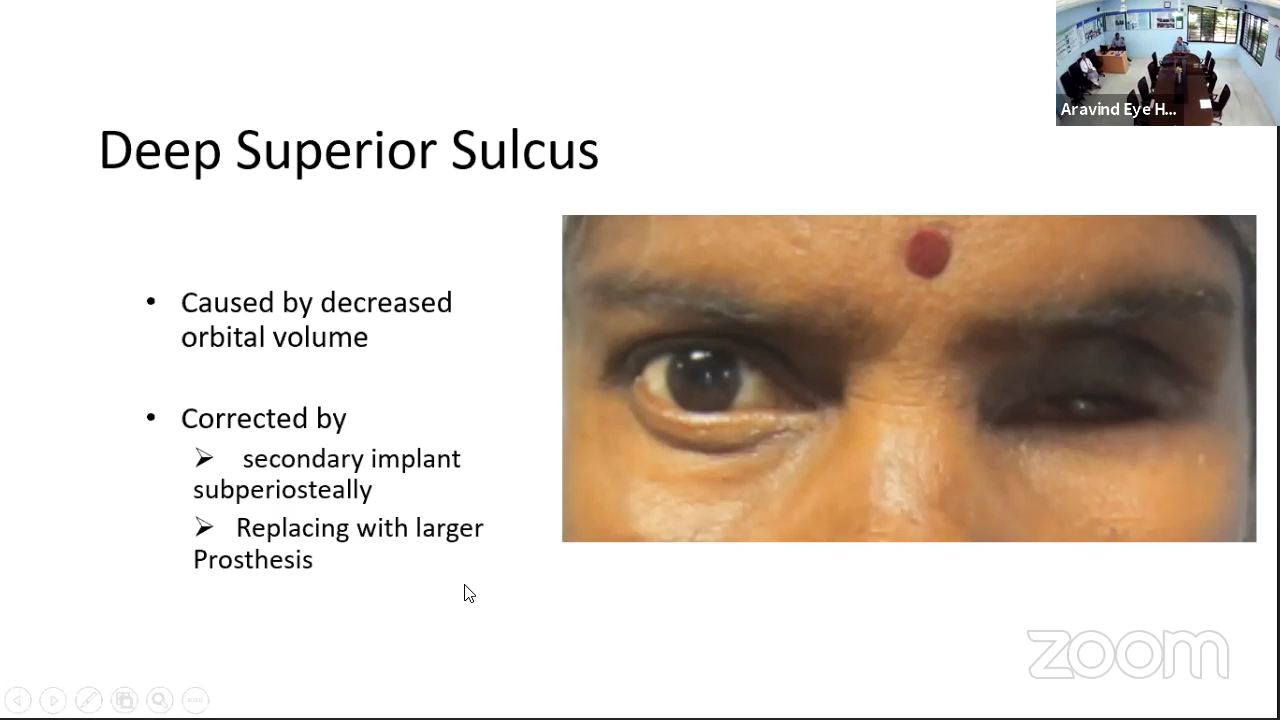 Aravind Eye H...
Deep Superior Sulcus
• Caused by decreased
orbital volume
• Corrected by
➢ secondary implant
subperiosteally
➢ Replacing with larger
Prosthesis
zoom